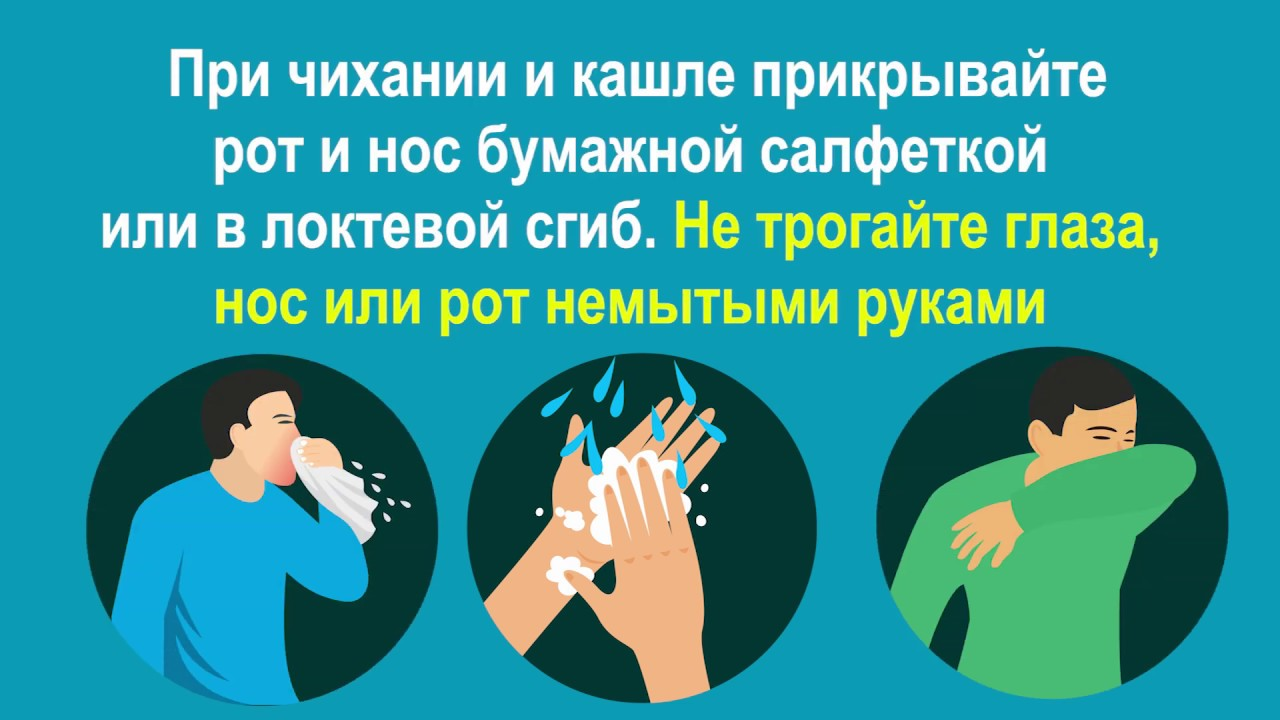 При чихании и кашле прикрывайте
рот и нос бумажной салфеткой
или в локтевой сгиб. Не трогайте глаза,
нос или рот немытыми руками